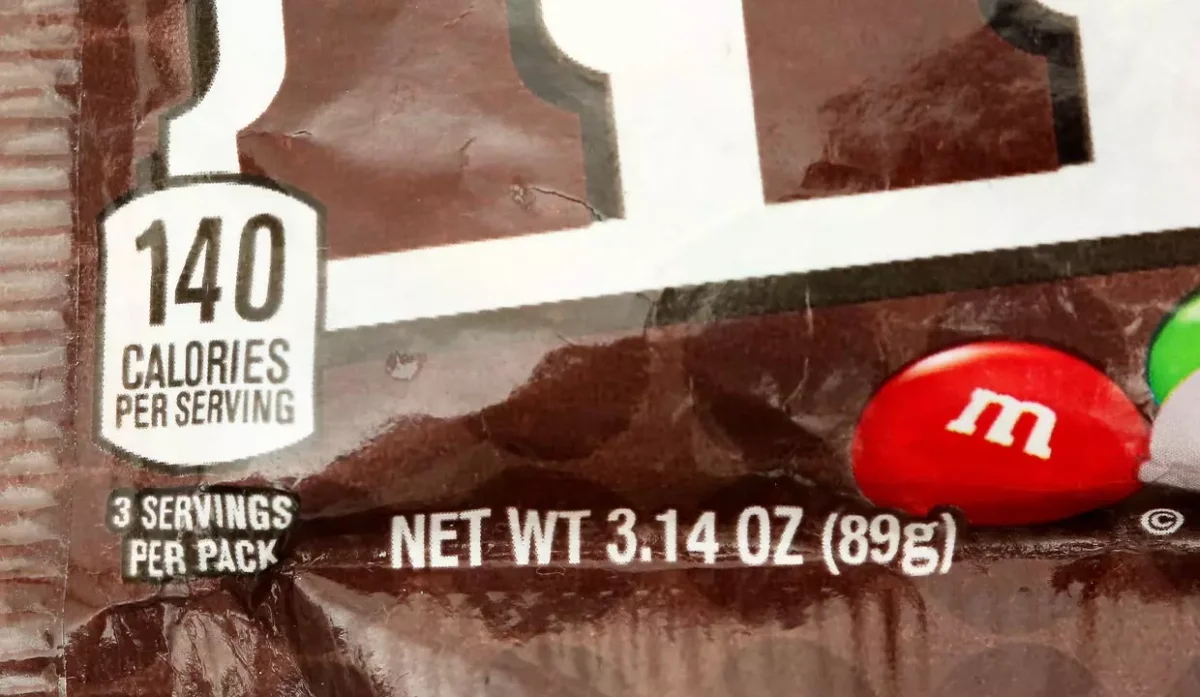 140
CALORIES
PER SERVING
m
3 SERVINGS
PER PACK
NET WT 3.14 OZ (89g)
©